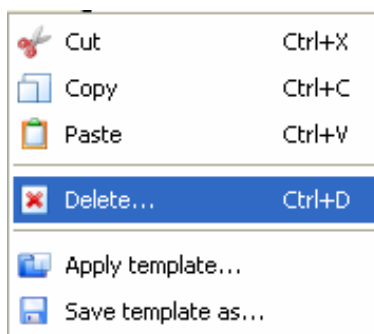 Cut Ctrl+X
Copy Ctrl+C
Paste Ctrl+V
Delete... Ctrl+D
Apply template...
Save template as...